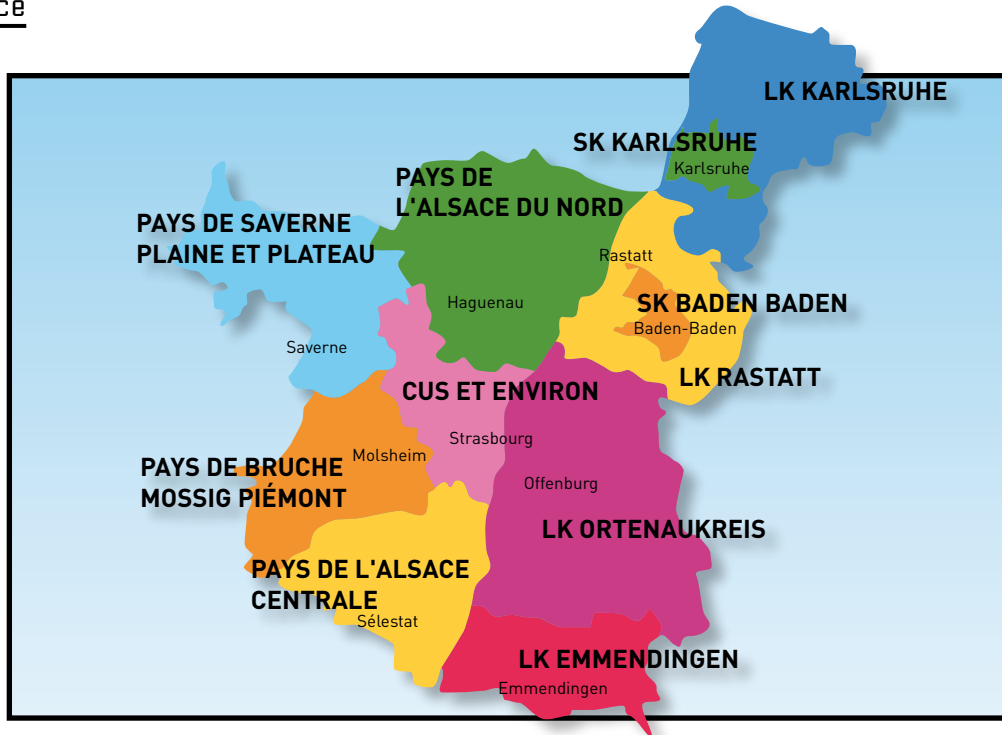 ce
LK KARLSRUHE
SK KARLSRUHE
Karlsruhe
PAYS DE
L'ALSACE DU NORD
PAYS DE SAVERNE
PLAINE ET PLATEAU
Rastatt
Haguenau
SK BADEN BADEN
Baden-Baden
Saverne
LK RASTATT
CUS ET ENVIRON
Strasbourg
Molsheim
PAYS DE BRUCHE
MOSSIG PIÉMONT
Offenburg
LK ORTENAUKREIS
PAYS DE L'ALSACE
CENTRALE
Sélestat
LK EMMENDINGEN
Emmendingen